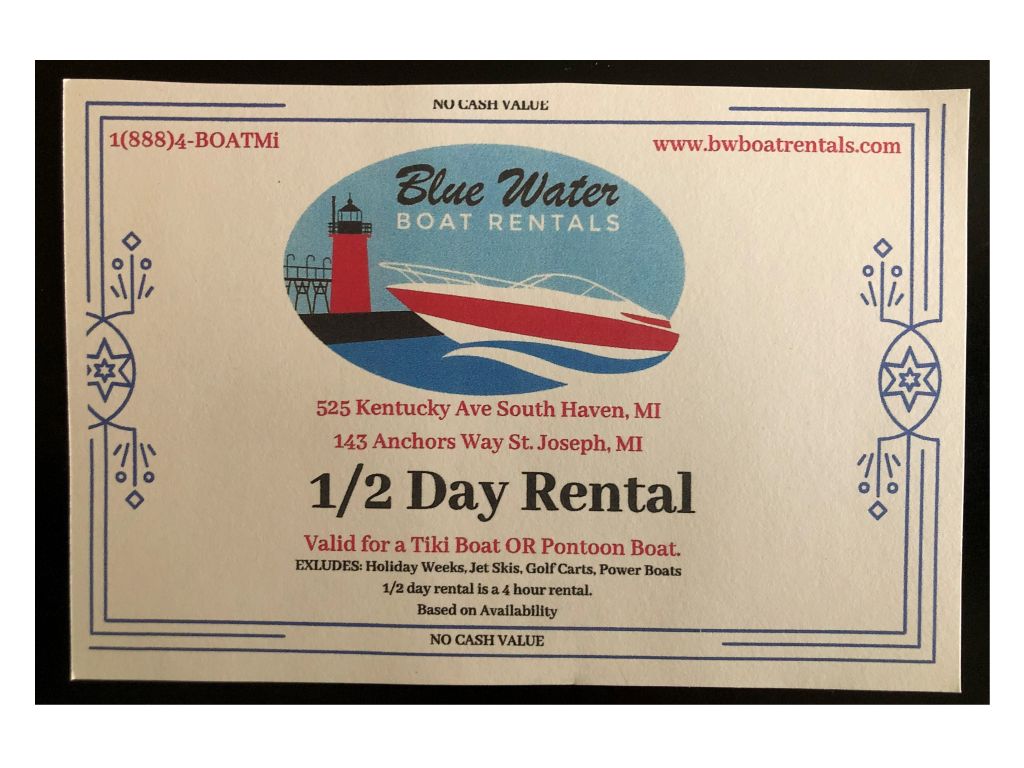 NO CASH VALUE
1(888)4-BOATMi
www.bwboatrentals.com
Blue Water
BOAT RENTALS
525 Kentucky Ave South Haven, MI
143 Anchors Way St. Joseph, MI
1/2 Day Rental
Valid for a Tiki Boat OR Pontoon Boat.
EXLUDES: Holiday Weeks, Jet Skis, Golf Carts, Power Boats
1/2 day rental is a 4 hour rental.
Based on Availability
NO CASH VALUE